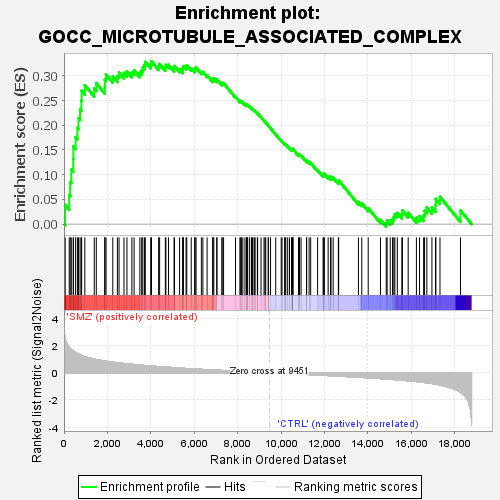 Enrichment plot:
GOCC_MICROTUBULE_ASSOCIATED_COMPLEX
Enrichment score (ES)
0.30
0.25
0.20
0.15
0.10
0.05
0.00
'SMZ' (positively correlated)
Ranked list metric (Signal2Noise)
4
2
0
-2
-4
Zero cross at 9451
'CTRL' (negatively correlated)
0
2,000
4,000
6,000
8,000
10,000
12,000
14,000
16,000
18,000
Rank in Ordered Dataset
Enrichment profile
Hits
Ranking metric scores